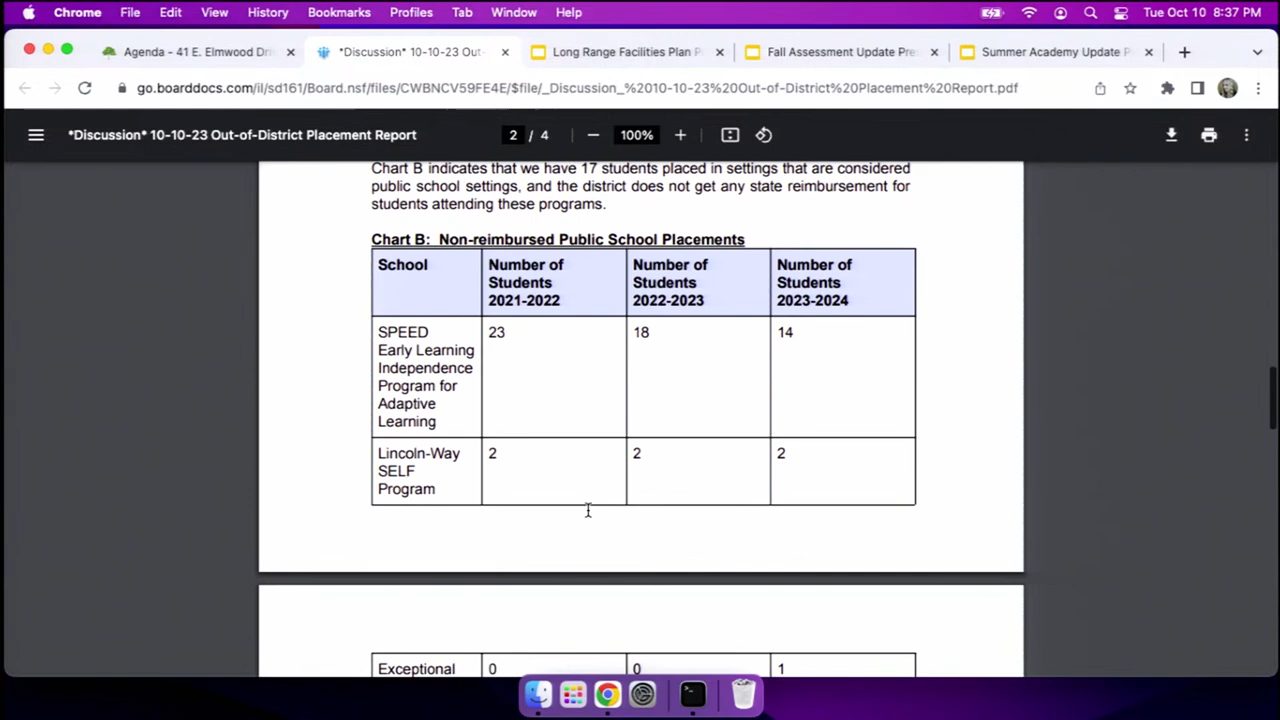 Chrome File Edit View History Bookmarks Profiles Tab Window Help Tue Oct 10 8:37 PM
Agenda - 41 E. Elmwood Dri
*Discussion* 10-10-23 Out-
Long Range Facilities Plan P
Fall Assessment Update Pre
Summer Academy Update P
go.boarddocs.com/il/sd161/Board.nsf/files/CWBNCV59FE4E/$file/_Discussion_%2010-10-23%20Out-of-District%20Placement%20Report.pdf
*Discussion* 10-10-23 Out-of-District Placement Report
2 / 4
100%
Chart B indicates that we have 17 students placed in settings that are considered
public school settings, and the district does not get any state reimbursement for
students attending these programs.
Chart B: Non-reimbursed Public School Placements
School
Number of
Students
2021-2022
Number of
Students
2022-2023
Number of
Students
2023-2024
SPEED
Early Learning
Independence
Program for
Adaptive
Learning
23
18
14
Lincoln-Way
SELF
Program
2
2
2
Exceptional
0
0
1